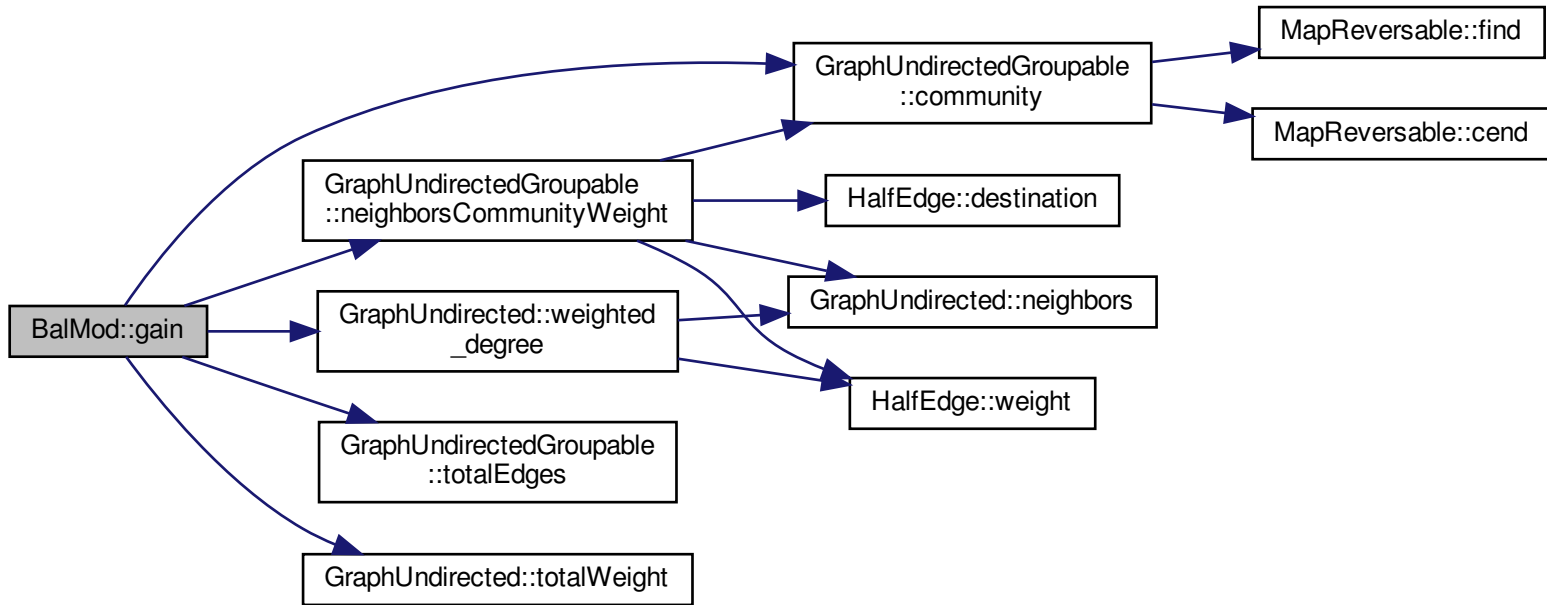 BalMod::gain
GraphUndirectedGroupable
::community
MapReversable::find
MapReversable::cend
GraphUndirectedGroupable
::neighborsCommunityWeight
HalfEdge::destination
GraphUndirected::neighbors
GraphUndirected::weighted
_degree
HalfEdge::weight
GraphUndirectedGroupable
::totalEdges
GraphUndirected::totalWeight